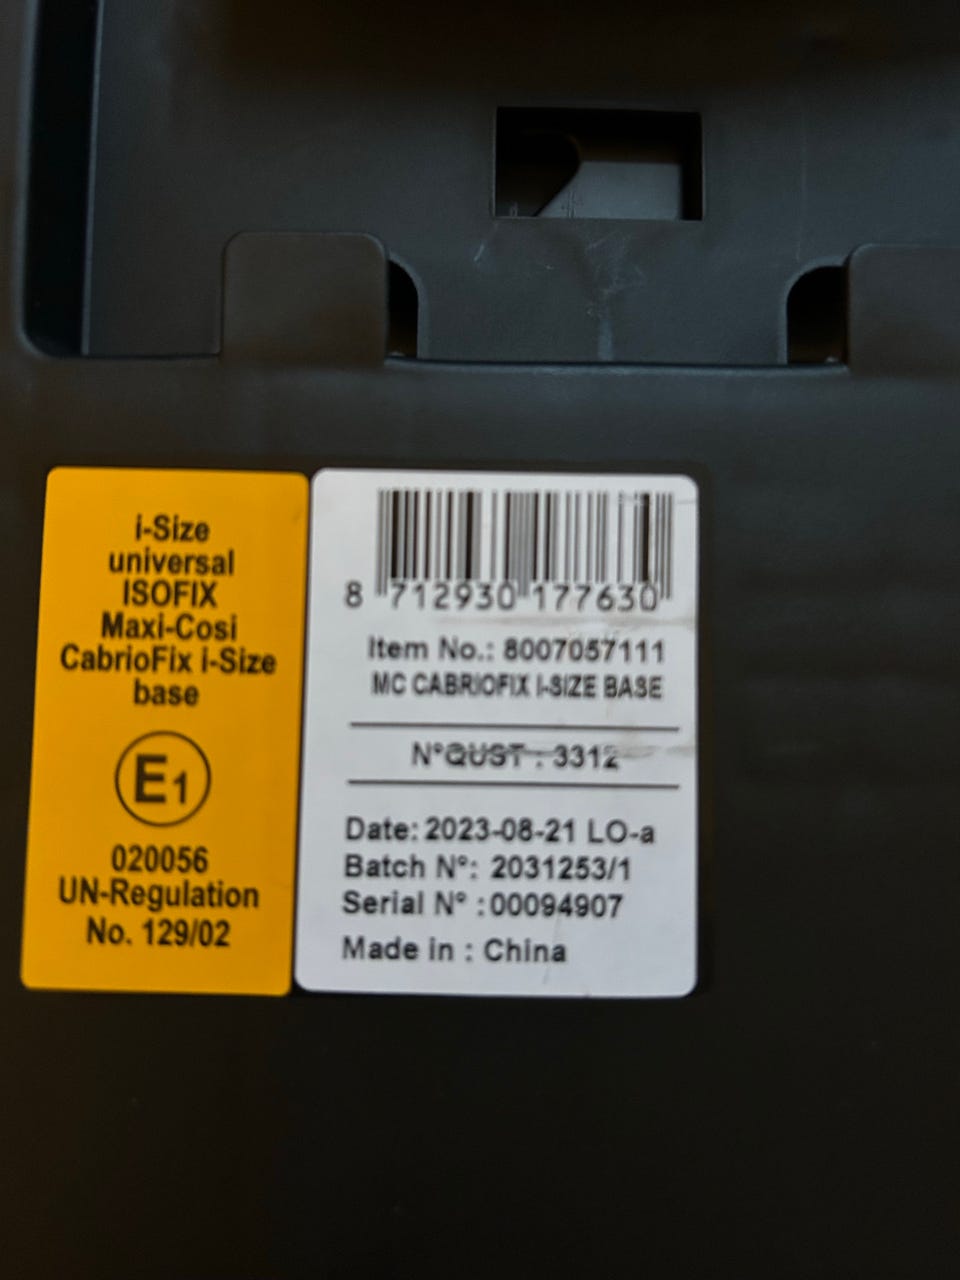 i-Size
universal
ISOFIX
Maxi-Cosi
CabrioFix i-Size
base
E1
020056
UN-Regulation
No. 129/02
8 712930 177630
Item No.: 8007057111
MC CABRIOFIX I-SIZE BASE
N°QUST : 3312
Date: 2023-08-21 LO-a
Batch N°: 2031253/1
Serial N° :00094907
Made in : China